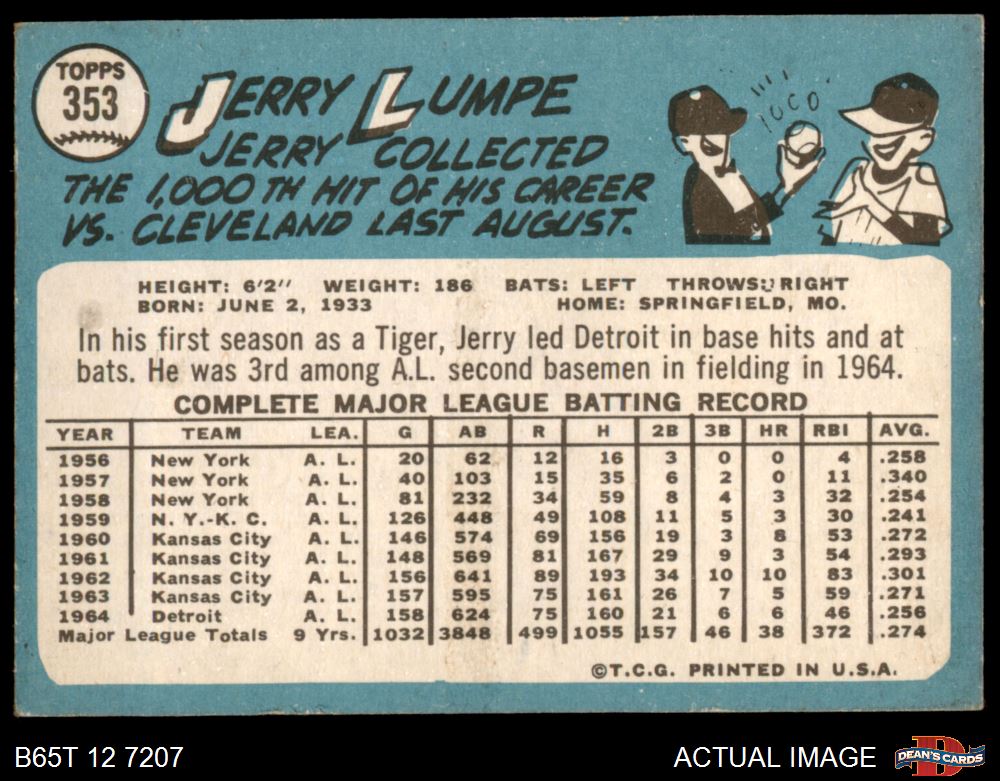 TOPPS
353
JERRY LUMPE
JERRY COLLECTED
THE 1,000 TH HIT OF HIS CAREER
VS. CLEVELAND LAST AUGUST.
1000
HEIGHT: 6'2" WEIGHT: 186 BATS: LEFT THROWS: RIGHT
BORN: JUNE 2, 1933 HOME: SPRINGFIELD, MO.
In his first season as a Tiger, Jerry led Detroit in base hits and at
bats. He was 3rd among A.L. second basemen in fielding in 1964.
COMPLETE MAJOR LEAGUE BATTING RECORD
YEAR TEAM LEA. G AB R H 2B 3B HR RBI AVG.
1956 New York A. L. 20 62 12 16 3 0 0 4 .258
1957 New York A. L. 40 103 15 35 6 2 0 11 .340
1958 New York A. L. 81 232 34 59 8 4 3 32 .254
1959 N. Y.-K. C. A. L. 126 448 49 108 11 5 3 30 .241
1960 Kansas City A. L. 146 574 69 156 19 3 8 53 .272
1961 Kansas City A. L. 148 569 81 167 29 9 3 54 .293
1962 Kansas City A. L. 156 641 89 193 34 10 10 83 .301
1963 Kansas City A. L. 157 595 75 161 26 7 5 59 .271
1964 Detroit A. L. 158 624 75 160 21 6 6 46 .256
Major League Totals 9 Yrs. 1032 3848 499 1055 157 46 38 372 .274
©T.C.G. PRINTED IN U.S.A.
B65T 12 7207 ACTUAL IMAGE DEAN'S CARDS